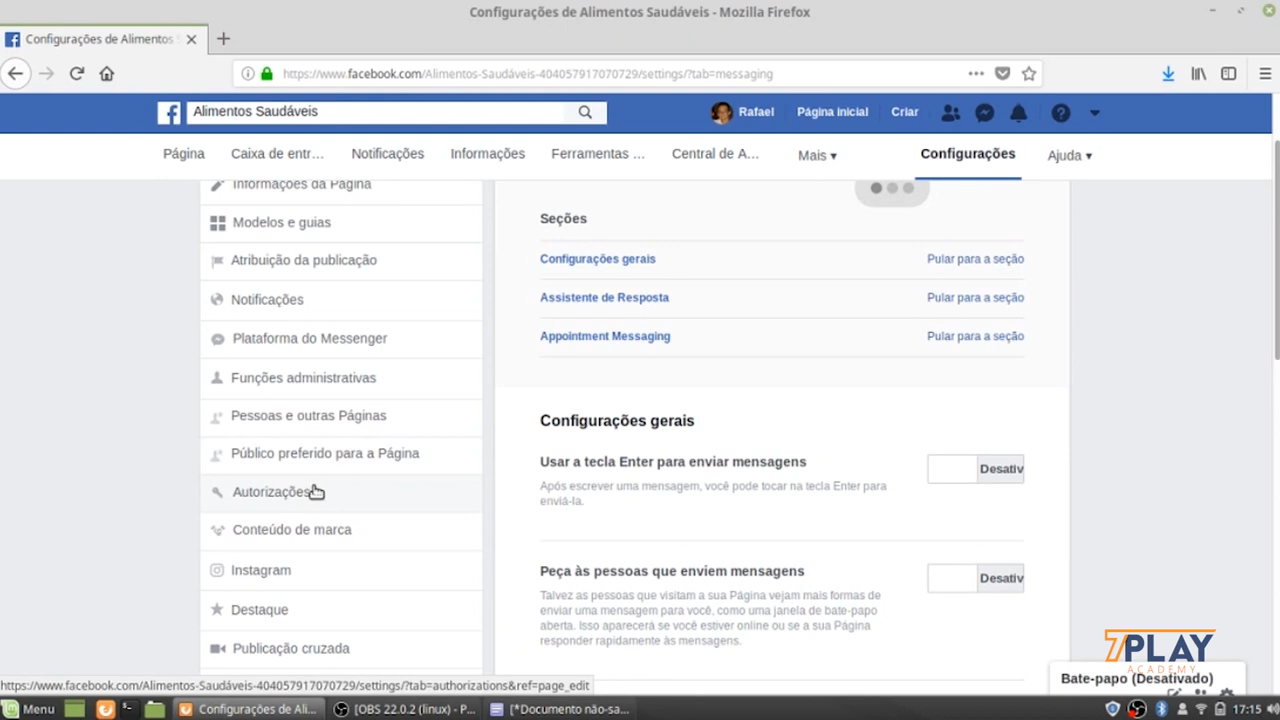 Configurações de Alimentos Saudáveis - Mozilla Firefox
Configurações de Alimentos S
https://www.facebook.com/Alimentos-Saudáveis-404057917070729/settings/?tab=messaging
Alimentos Saudáveis
Rafael
Página inicial
Criar
Página
Caixa de entr...
Notificações
Informações
Ferramentas ...
Central de A...
Mais
Configurações
Ajuda
Informações da Página
Modelos e guias
Atribuição da publicação
Notificações
Plataforma do Messenger
Funções administrativas
Pessoas e outras Páginas
Público preferido para a Página
Autorizações
Conteúdo de marca
Instagram
Destaque
Publicação cruzada
Seções
Configurações gerais Pular para a seção
Assistente de Resposta Pular para a seção
Appointment Messaging Pular para a seção
Configurações gerais
Usar a tecla Enter para enviar mensagens
Desativ
Após escrever uma mensagem, você pode tocar na tecla Enter para
enviá-la.
Peça às pessoas que enviem mensagens
Desativ
Talvez as pessoas que visitam a sua Página vejam mais formas de
enviar uma mensagem para você, como uma janela de bate-papo
aberta. Isso aparecerá se você estiver online ou se a sua Página
responder rapidamente às mensagens.
7PLAY
ACADEMY
Bate-papo (Desativado)
https://www.facebook.com/Alimentos-Saudáveis-404057917070729/settings/?tab=authorizations&ref=page_edit
Menu
Configurações de Ali...
[OBS 22.0.2 (linux) - P...
[*Documento não-sa...
17:15